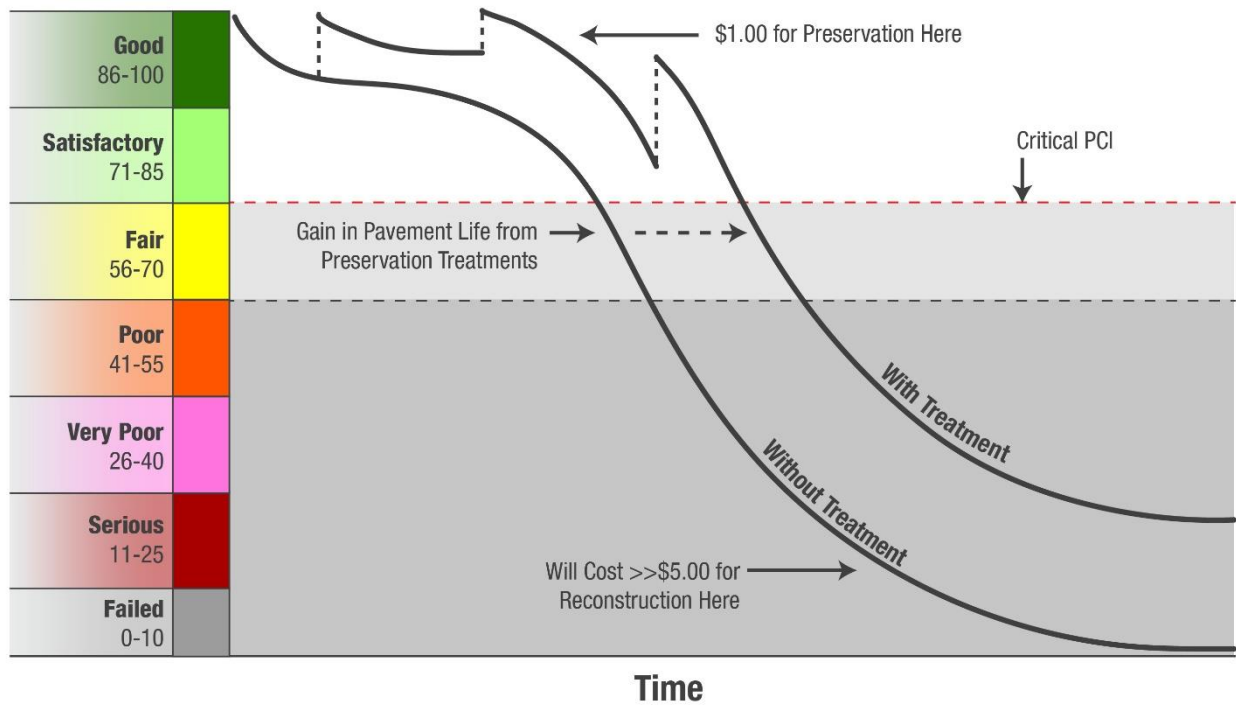 Good
86-100
Satisfactory
71-85
Fair
56-70
Poor
41-55
Very Poor
26-40
Serious
11-25
Failed
0-10
$1.00 for Preservation Here
Critical PCI
Gain in Pavement Life from
Preservation Treatments
With Treatment
Without Treatment
Will Cost >>$5.00 for
Reconstruction Here
Time